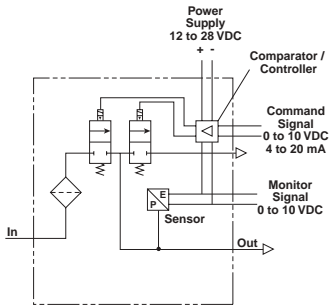 Power
Supply
12 to 28 VDC
+ -
Comparator /
Controller
Command
Signal
0 to 10 VDC
4 to 20 mA
Monitor
Signal
0 to 10 VDC
E
P
Sensor
In
Out